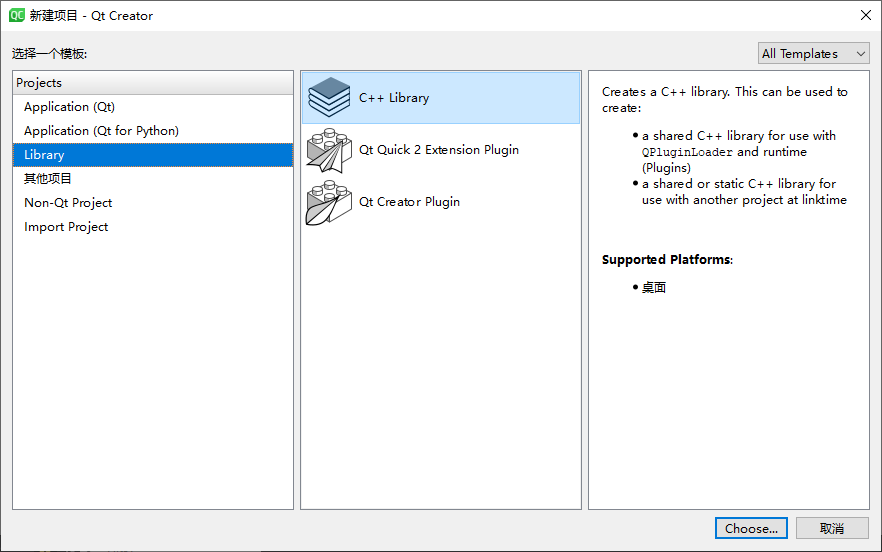 新建项目 - Qt Creator
选择一个模板:
All Templates
Projects
Application (Qt)
Application (Qt for Python)
Library
其他项目
Non-Qt Project
Import Project
C++ Library
Qt Quick 2 Extension Plugin
Qt Creator Plugin
Creates a C++ library. This can be used to
create:
• a shared C++ library for use with
QPluginLoader and runtime
(Plugins)
• a shared or static C++ library for
use with another project at linktime
Supported Platforms:
• 桌面
Choose...
取消